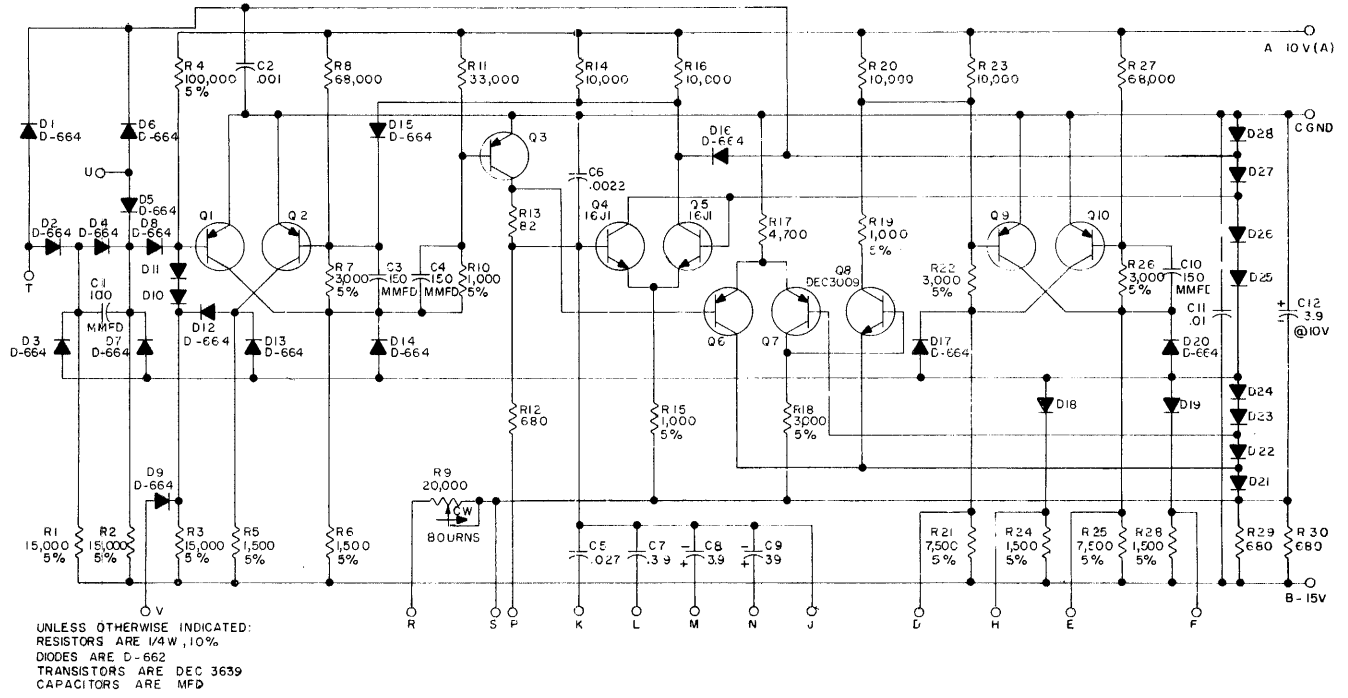 A 10V(A)
R4
100,000
5%
C2
.001
R8
68,000
R11
33,000
R14
10,000
R16
10,000
R20
10,000
R23
10,000
R27
68,000
C GND
D1
D-664
D6
D-664
D15
D-664
Q3
D16
D-664
D28
D27
U
D5
D-664
C6
.0022
R13
82
Q4
16J1
Q5
16J1
R17
4,700
R19
1,000
5%
Q9
Q10
D2
D-664
D4
D-664
D8
D-664
Q1
Q2
D26
D25
T
D11
D10
R7
3,000
5%
C3
150
MMFD
C4
150
MMFD
R10
1,000
5%
Q8
DEC3009
R22
3,000
5%
R26
3,000
5%
C10
150
MMFD
C11
.01
+
C12
3.9
@10V
C1
100
MMFD
D12
D-664
Q6
Q7
D3
D-664
D7
D-664
D13
D-664
D14
D-664
D17
D-664
D20
D-664
R12
680
R15
1,000
5%
R18
3,000
5%
D18
D19
D24
D23
D22
D21
D9
D-664
R9
20,000
CW
BOURNS
R1
15,000
5%
R2
15,000
5%
R3
15,000
5%
R5
1,500
5%
R6
1,500
5%
C5
.027
C7
.39
C8
3.9
C9
39
R21
7,500
5%
R24
1,500
5%
R25
7,500
5%
R28
1,500
5%
R29
680
R30
680
B-15V
V
R
S
P
K
L
M
N
J
D
H
E
F
UNLESS OTHERWISE INDICATED:
RESISTORS ARE 1/4W, 10%
DIODES ARE D-662
TRANSISTORS ARE DEC 3639
CAPACITORS ARE MFD